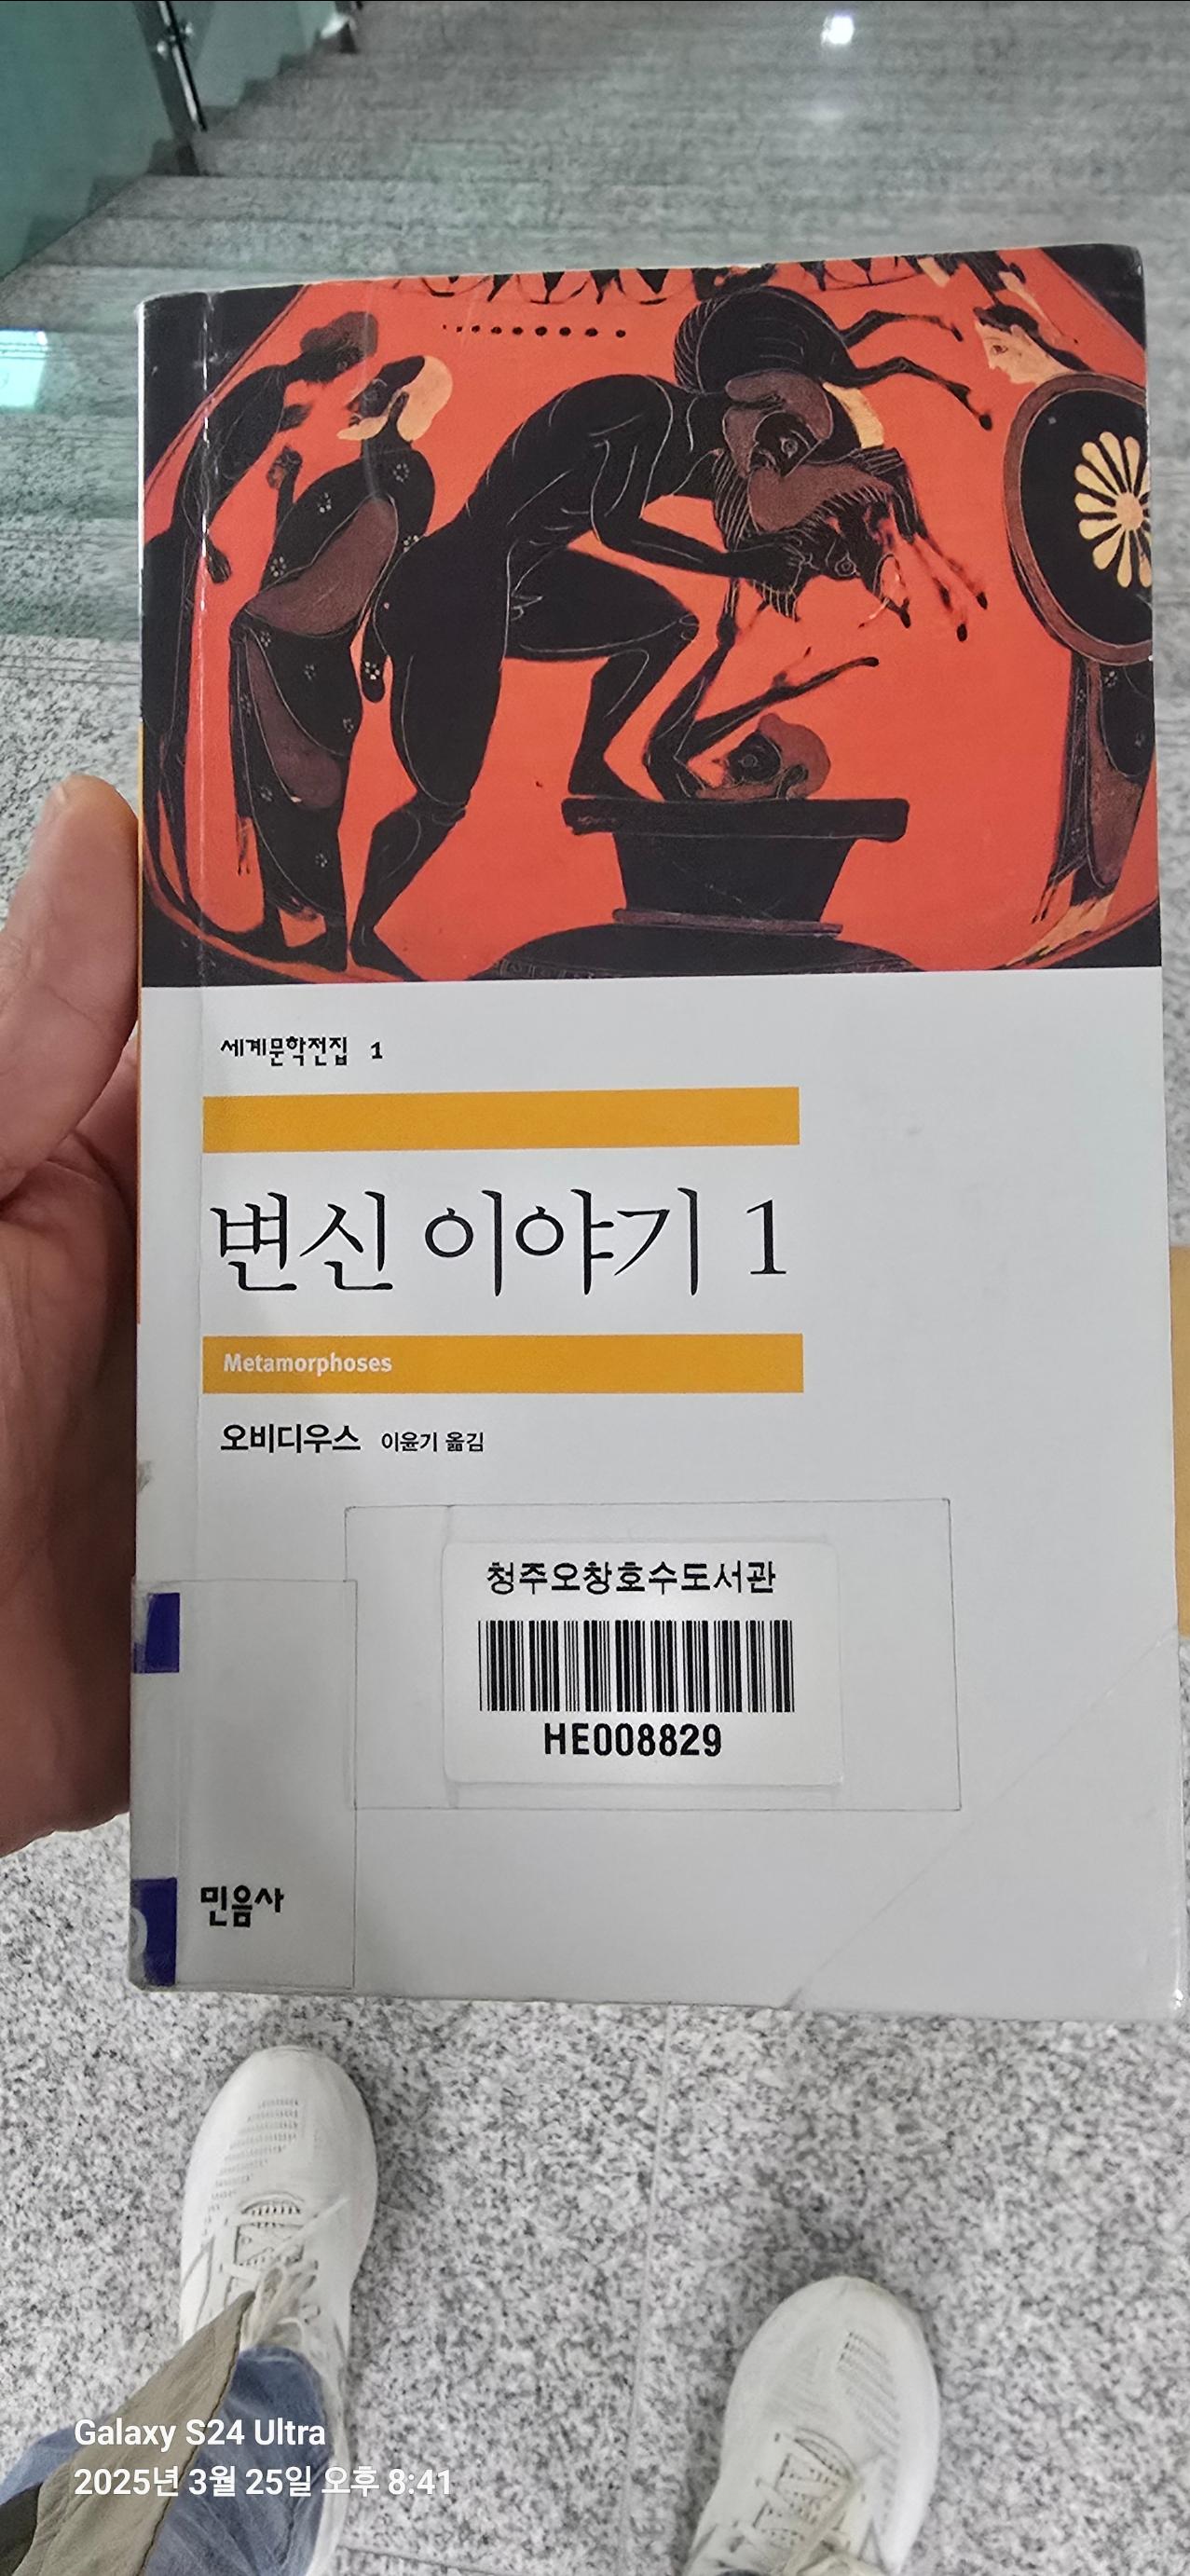 세계문학전집 1
변신 이야기 1
Metamorphoses
오비디우스 이윤기 옮김
청주오창호수도서관
HE008829
민음사
Galaxy S24 Ultra
2025년 3월 25일 오후 8:41